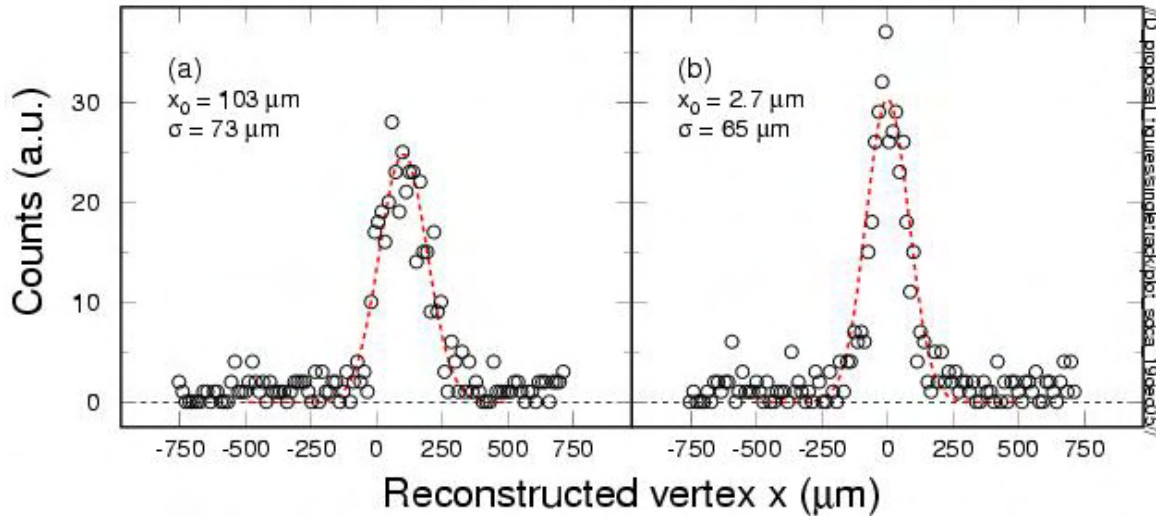 (a)
x₀ = 103 μm
σ = 73 μm
(b)
x₀ = 2.7 μm
σ = 65 μm
Counts (a.u.)
30
20
10
0
-750 -500 -250 0 250 500 750
-750 -500 -250 0 250 500 750
Reconstructed vertex x (μm)